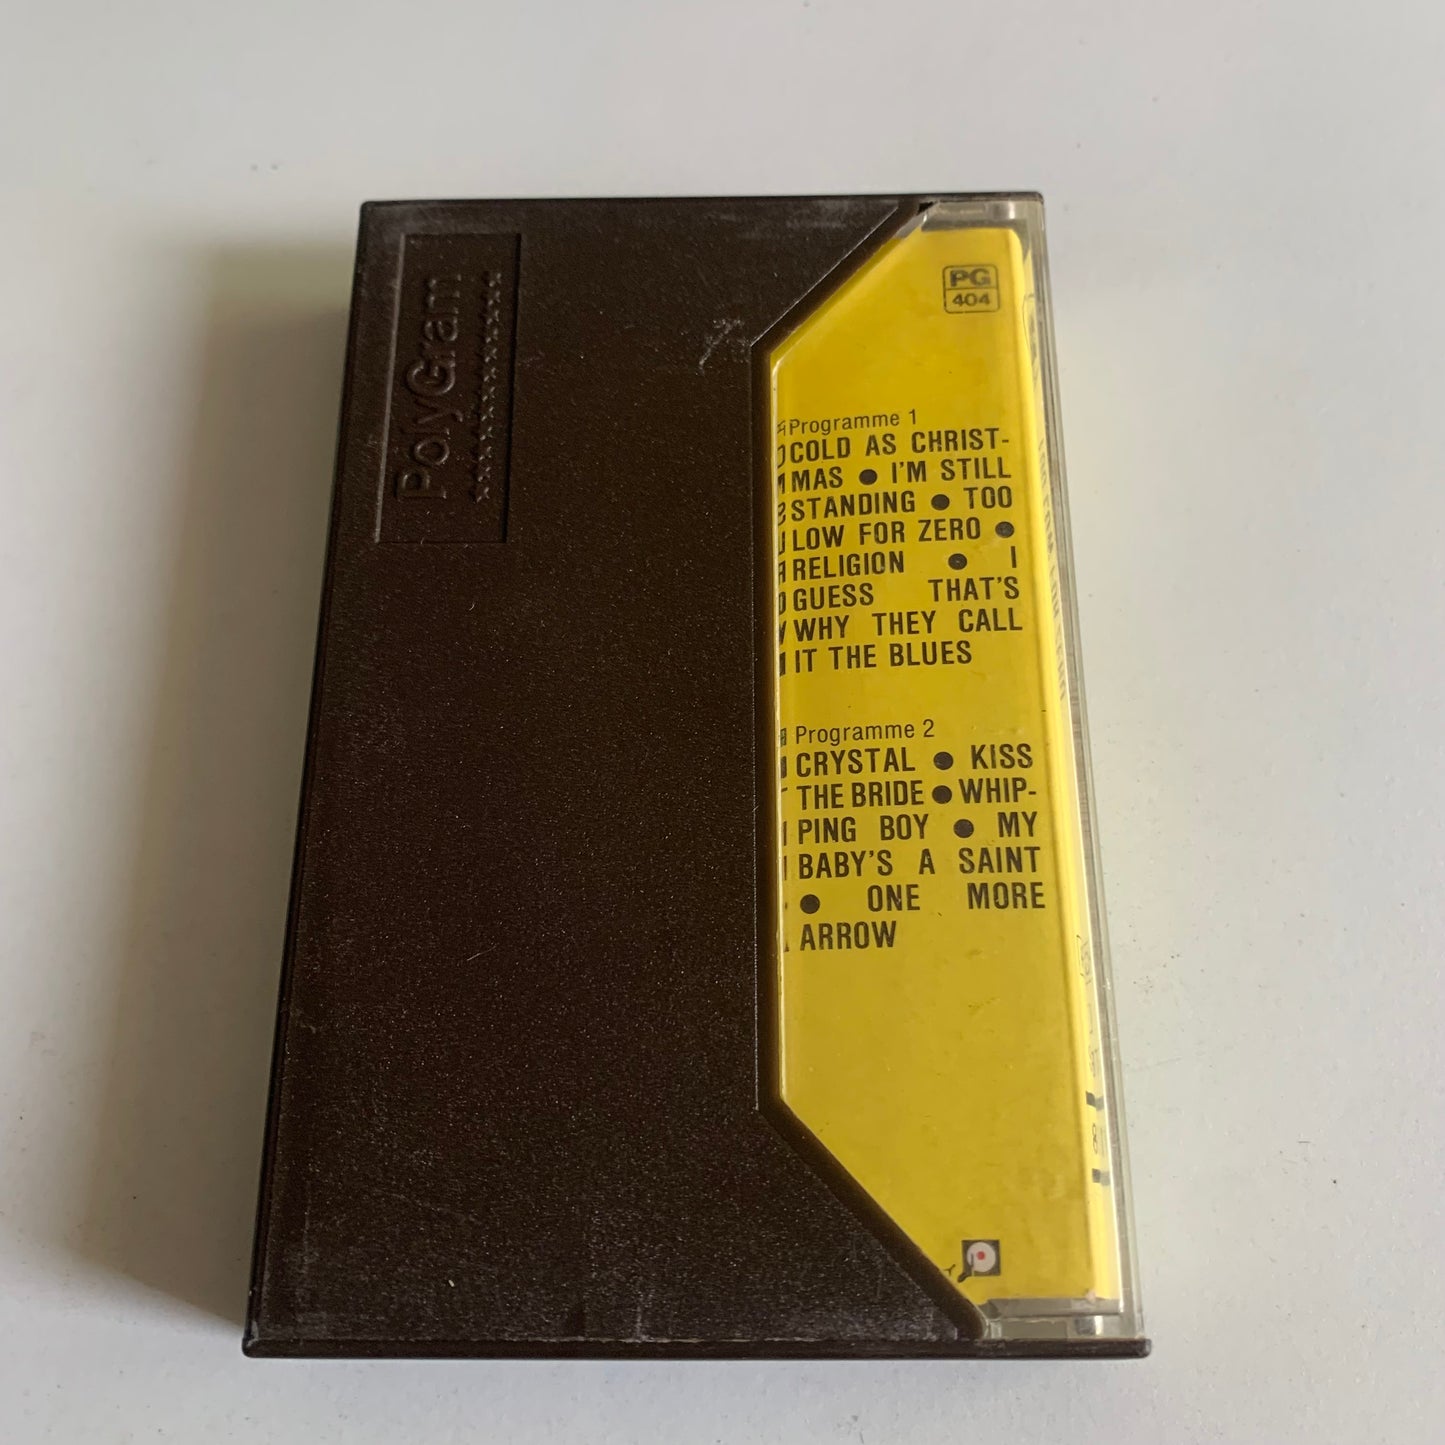 PolyGram
PG
404
Programme 1
COLD AS CHRIST-
MAS ● I'M STILL
STANDING ● TOO
LOW FOR ZERO ●
RELIGION ● I
GUESS THAT'S
WHY THEY CALL
IT THE BLUES
Programme 2
CRYSTAL ● KISS
THE BRIDE ● WHIP-
PING BOY ● MY
BABY'S A SAINT
● ONE MORE
ARROW